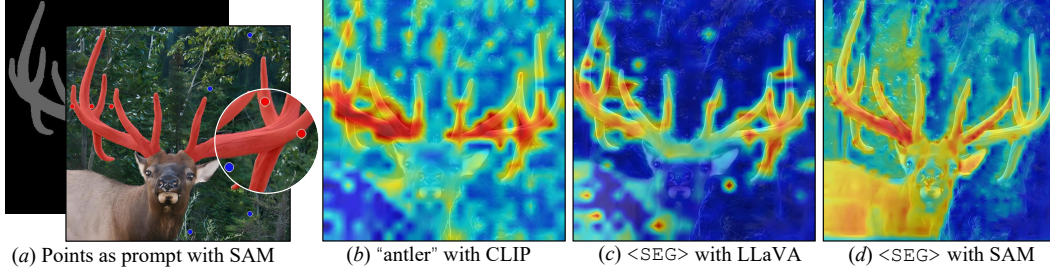 (a) Points as prompt with SAM
(b) "antler" with CLIP
(c) <SEG> with LLaVA
(d) <SEG> with SAM